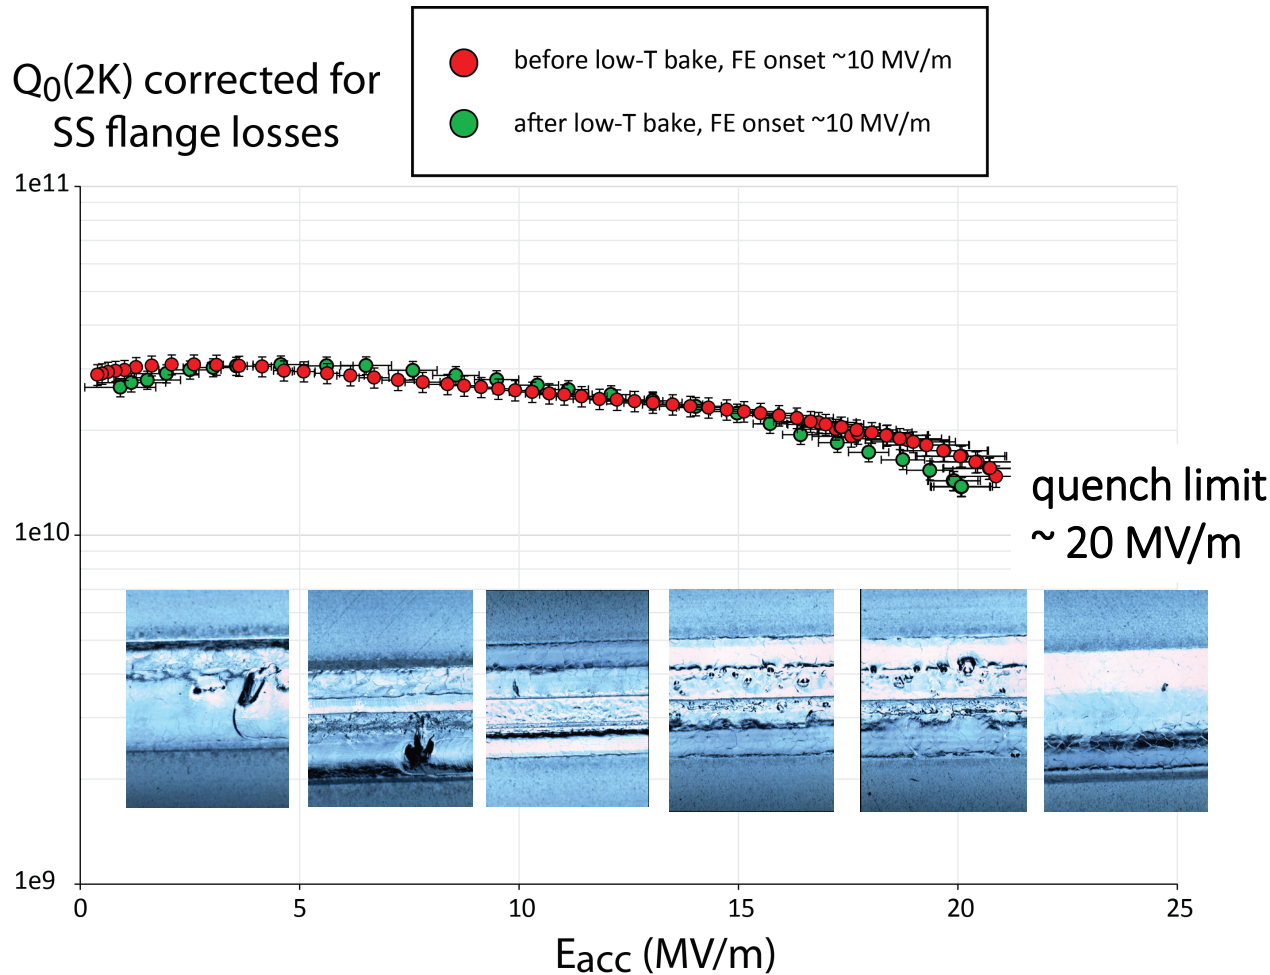 before low-T bake, FE onset ~10 MV/m
Q0(2K) corrected for
SS flange losses
after low-T bake, FE onset ~10 MV/m
1e11
quench limit
~ 20 MV/m
1e10
1e9
0 5 10 15 20 25
Eacc (MV/m)